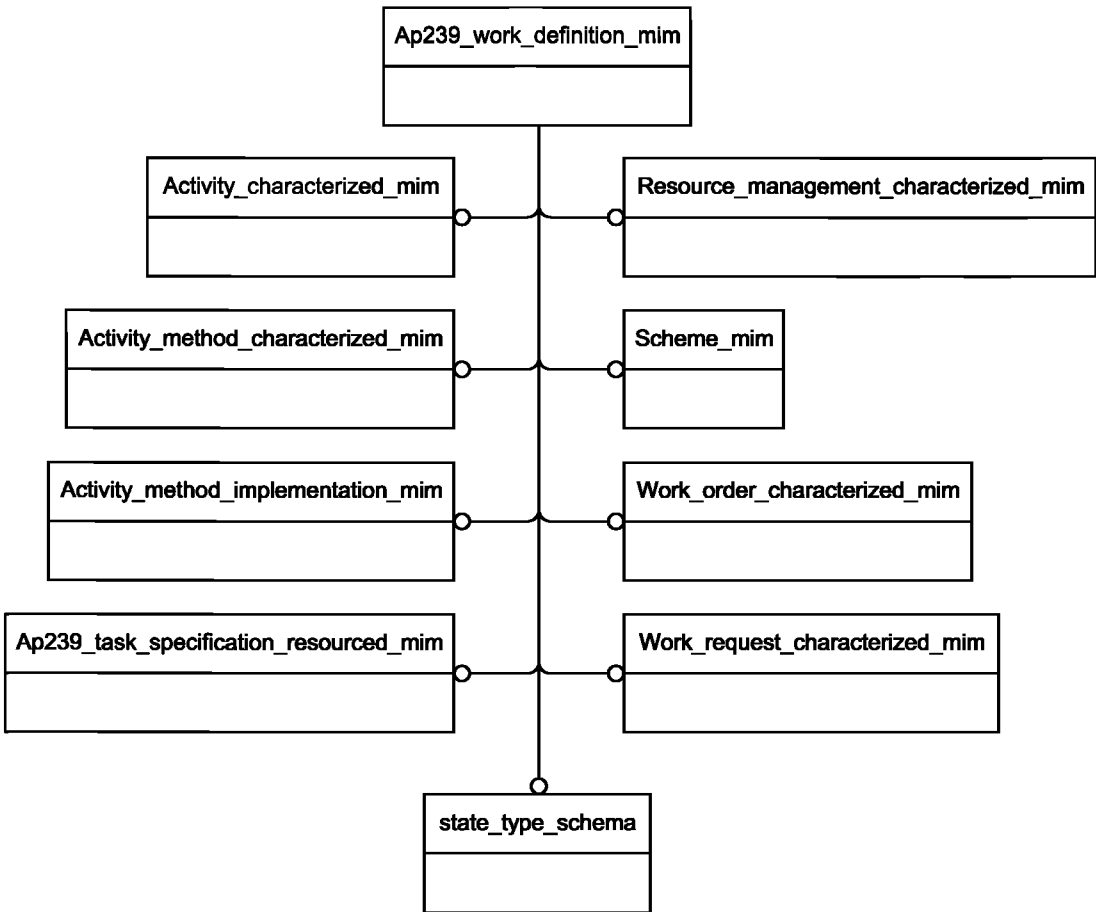 Ap239_work_definition_mim
Activity_characterized_mim
Resource_management_characterized_mim
Activity_method_characterized_mim
Scheme_mim
Activity_method_implementation_mim
Work_order_characterized_mim
Ap239_task_specification_resourced_mim
Work_request_characterized_mim
state_type_schema